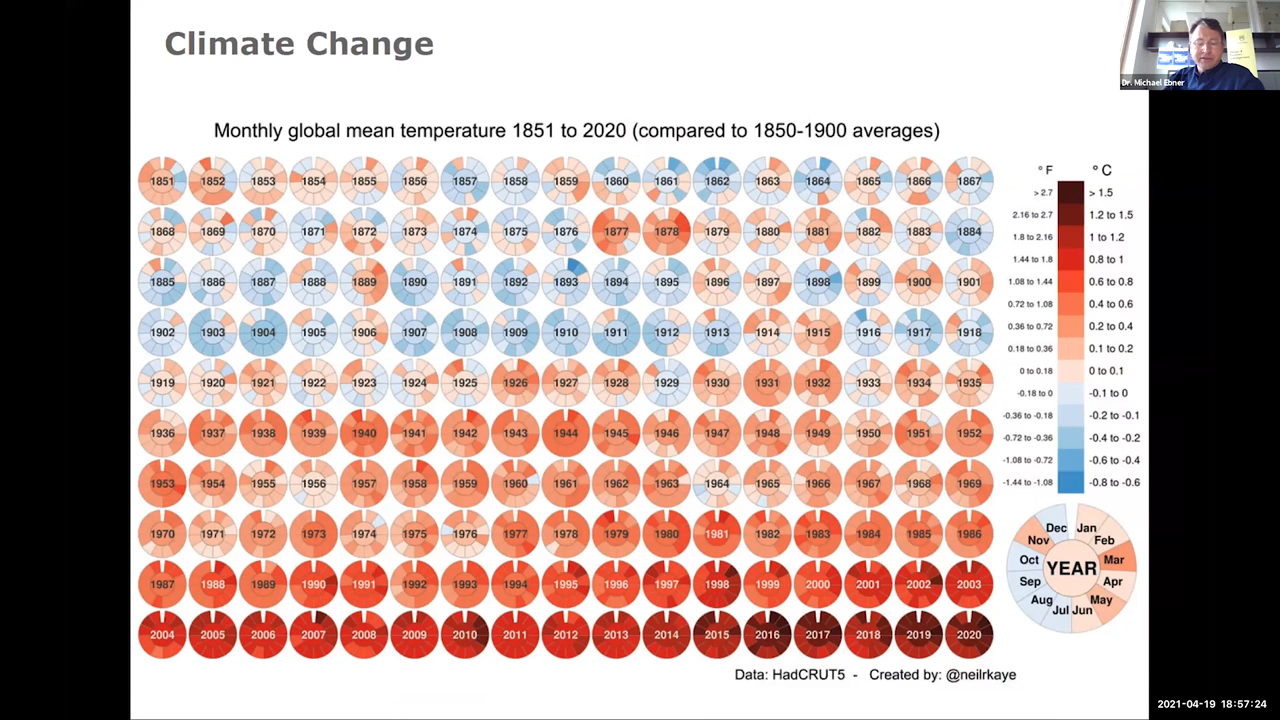 Climate Change
Dr. Michael Ebner
Monthly global mean temperature 1851 to 2020 (compared to 1850-1900 averages)
1851 1852 1853 1854 1855 1856 1857 1858 1859 1860 1861 1862 1863 1864 1865 1866 1867
1868 1869 1870 1871 1872 1873 1874 1875 1876 1877 1878 1879 1880 1881 1882 1883 1884
1885 1886 1887 1888 1889 1890 1891 1892 1893 1894 1895 1896 1897 1898 1899 1900 1901
1902 1903 1904 1905 1906 1907 1908 1909 1910 1911 1912 1913 1914 1915 1916 1917 1918
1919 1920 1921 1922 1923 1924 1925 1926 1927 1928 1929 1930 1931 1932 1933 1934 1935
1936 1937 1938 1939 1940 1941 1942 1943 1944 1945 1946 1947 1948 1949 1950 1951 1952
1953 1954 1955 1956 1957 1958 1959 1960 1961 1962 1963 1964 1965 1966 1967 1968 1969
1970 1971 1972 1973 1974 1975 1976 1977 1978 1979 1980 1981 1982 1983 1984 1985 1986
1987 1988 1989 1990 1991 1992 1993 1994 1995 1996 1997 1998 1999 2000 2001 2002 2003
2004 2005 2006 2007 2008 2009 2010 2011 2012 2013 2014 2015 2016 2017 2018 2019 2020
° F ° C
> 2.7 > 1.5
2.16 to 2.7 1.2 to 1.5
1.8 to 2.16 1 to 1.2
1.44 to 1.8 0.8 to 1
1.08 to 1.44 0.6 to 0.8
0.72 to 1.08 0.4 to 0.6
0.36 to 0.72 0.2 to 0.4
0.18 to 0.36 0.1 to 0.2
0 to 0.18 0 to 0.1
-0.18 to 0 -0.1 to 0
-0.36 to -0.18 -0.2 to -0.1
-0.72 to -0.36 -0.4 to -0.2
-1.08 to -0.72 -0.6 to -0.4
-1.44 to -1.08 -0.8 to -0.6
Dec Jan
Nov Feb
Oct Mar
YEAR
Sep Apr
Aug May
Jul Jun
Data: HadCRUT5 - Created by: @neilrkaye
2021-04-19 18:57:24